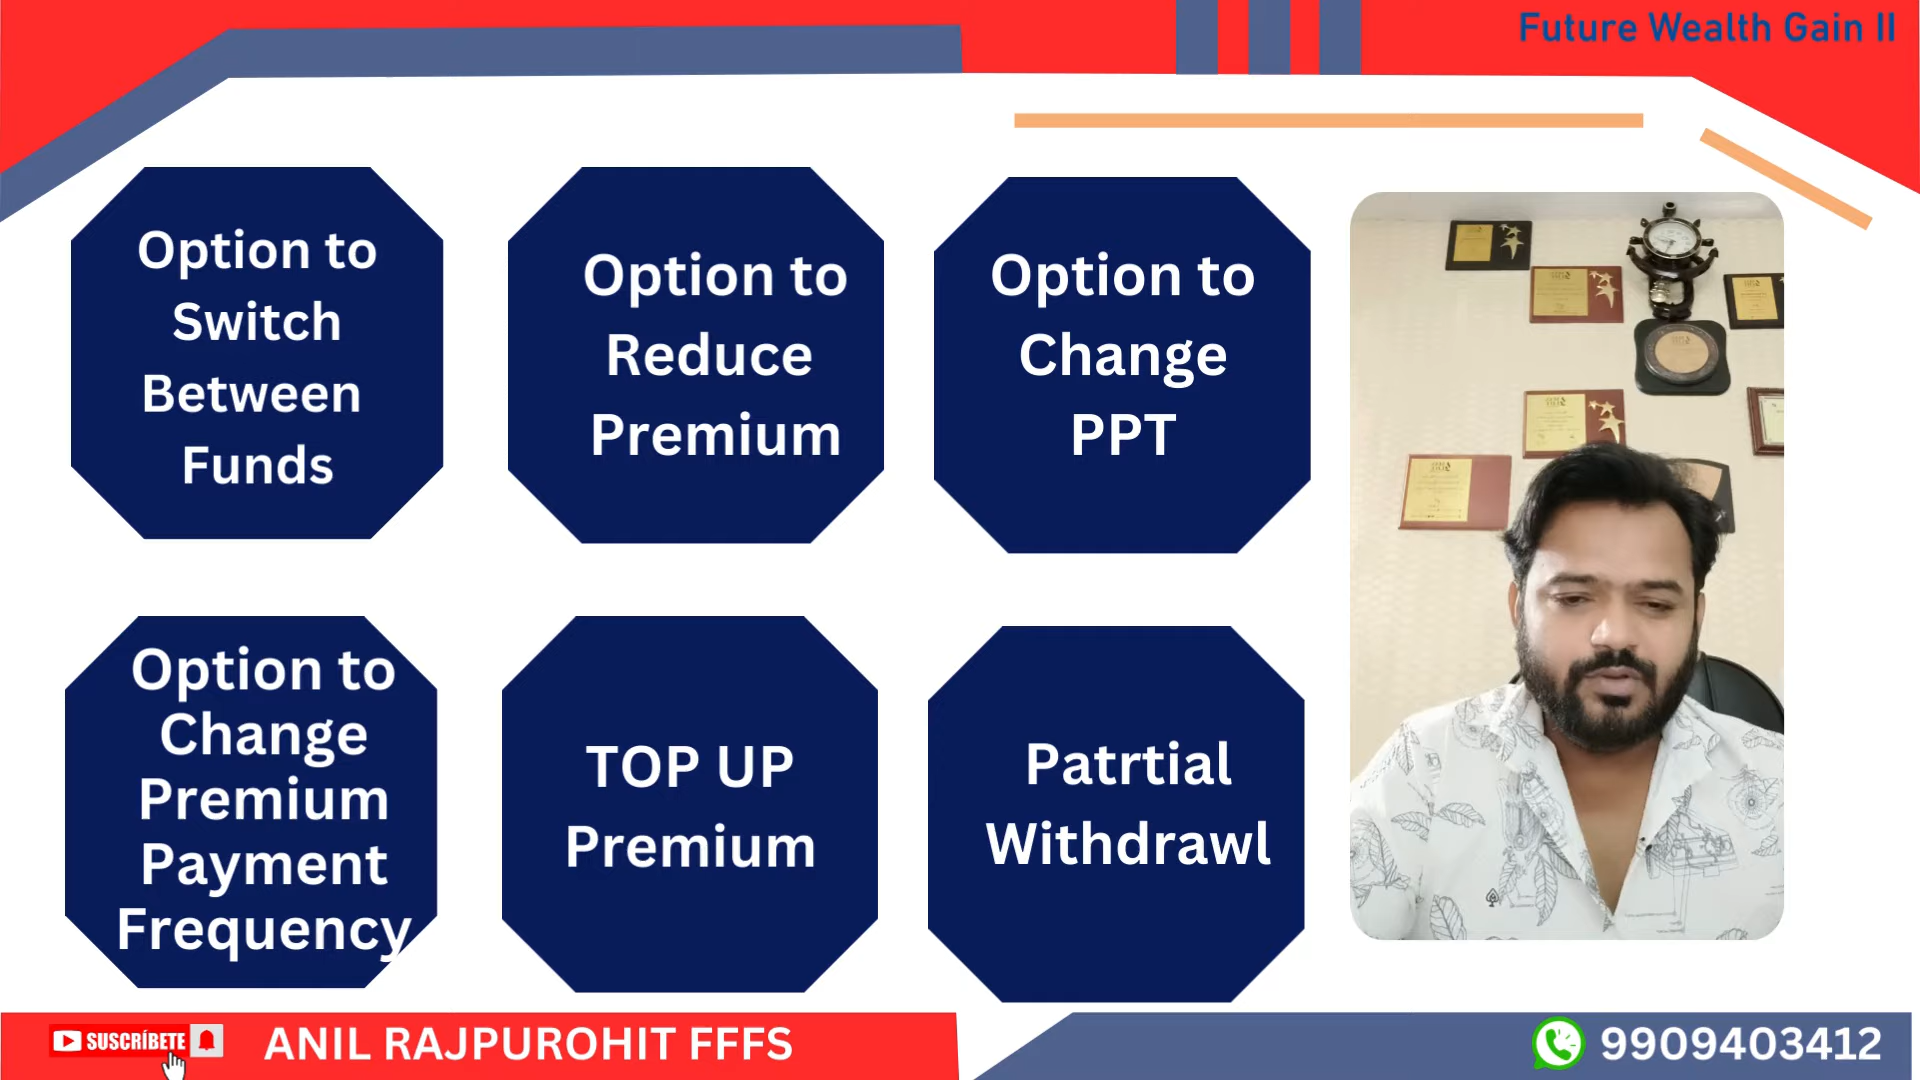 Future Wealth Gain II
Option to
Switch
Between
Funds
Option to
Reduce
Premium
Option to
Change
PPT
Option to
Change
Premium
Payment
Frequency
TOP UP
Premium
Patrtial
Withdrawl
SUSCRÍBETE
ANIL RAJPUROHIT FFFS
9909403412